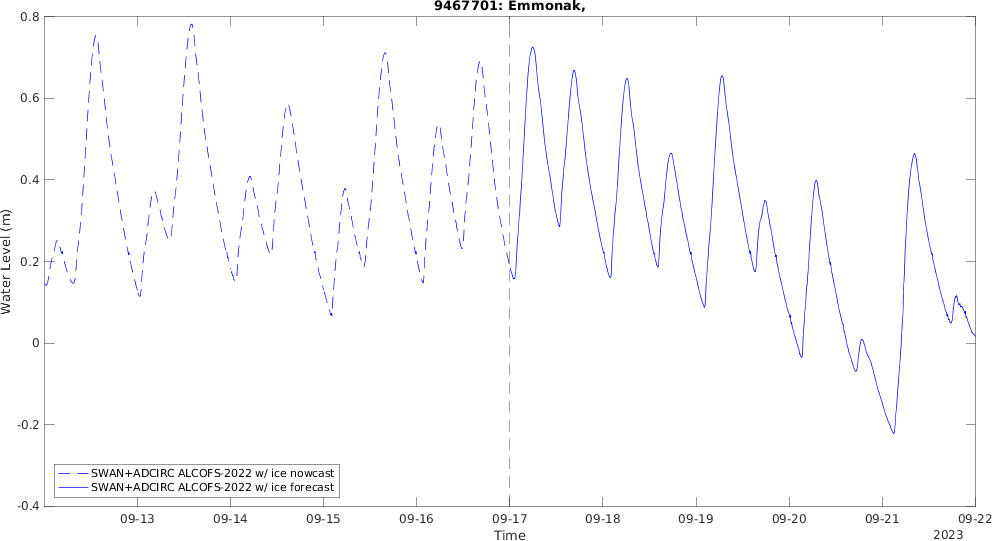 9467701: Emmonak,
0.8
0.6
0.4
0.2
0
-0.2
-0.4
Water Level (m)
SWAN+ADCIRC ALCOFS-2022 w/ ice nowcast
SWAN+ADCIRC ALCOFS-2022 w/ ice forecast
09-13 09-14 09-15 09-16 09-17 09-18 09-19 09-20 09-21 09-22
Time
2023